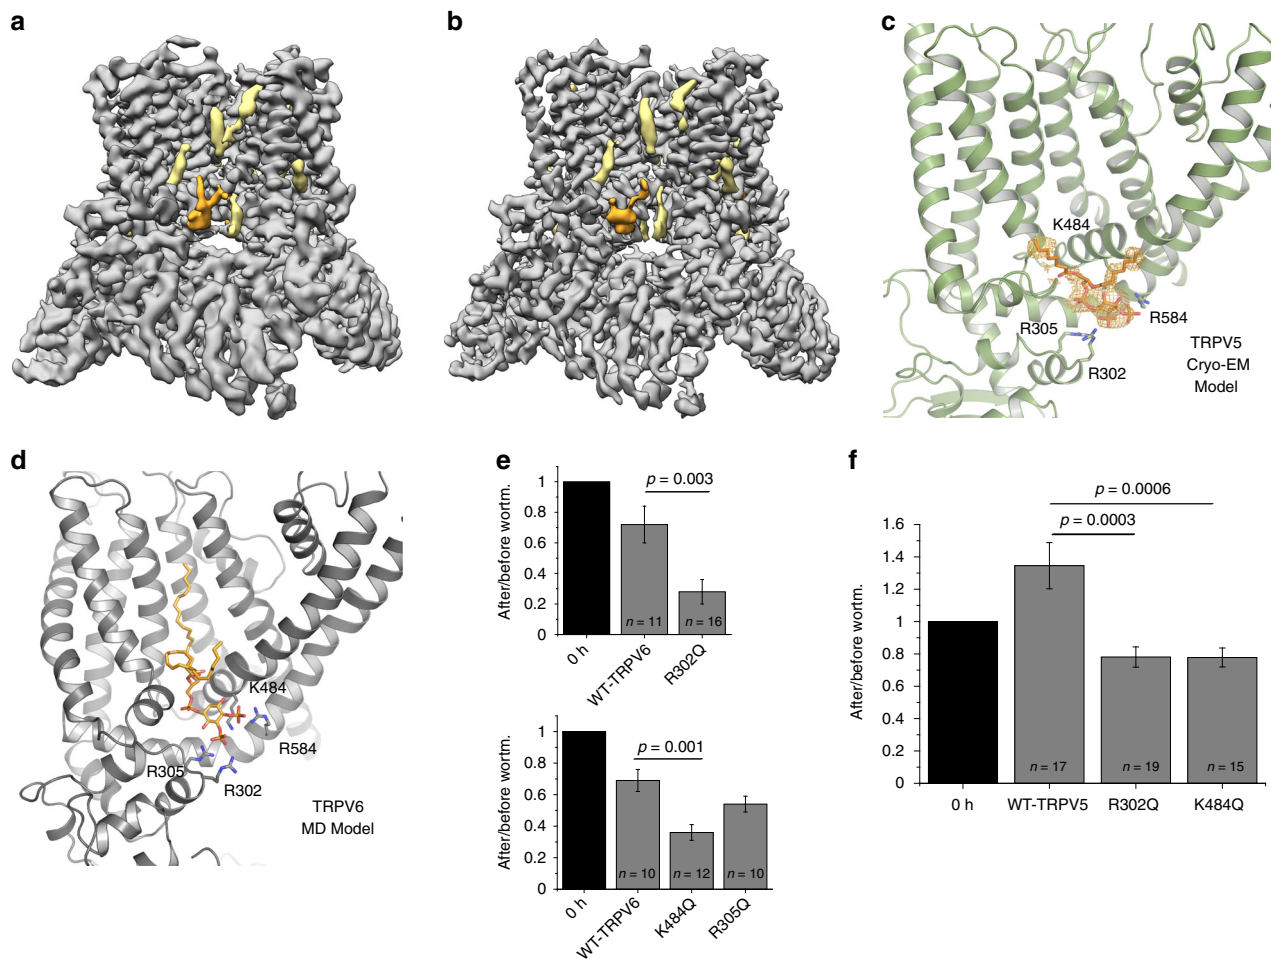 a
b
c
K484
R584
R305
R302
TRPV5
Cryo-EM
Model
d
K484
R584
R305
R302
TRPV6
MD Model
e
p = 0.003
After/before wortm.
1
0.8
0.6
0.4
0.2
0
n = 11
n = 16
0 h
WT-TRPV6
R302Q
p = 0.001
After/before wortm.
1
0.8
0.6
0.4
0.2
0
n = 10
n = 12
n = 10
0 h
WT-TRPV6
K484Q
R305Q
f
p = 0.0006
p = 0.0003
After/before wortm.
1.6
1.4
1.2
1
0.8
0.6
0.4
0.2
0
n = 17
n = 19
n = 15
0 h
WT-TRPV5
R302Q
K484Q